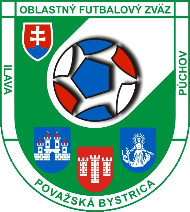 OBLASTNÝ FUTBALOVÝ ZVÄZ
ILAVA
PÚCHOV
POVAŽSKÁ BYSTRICA